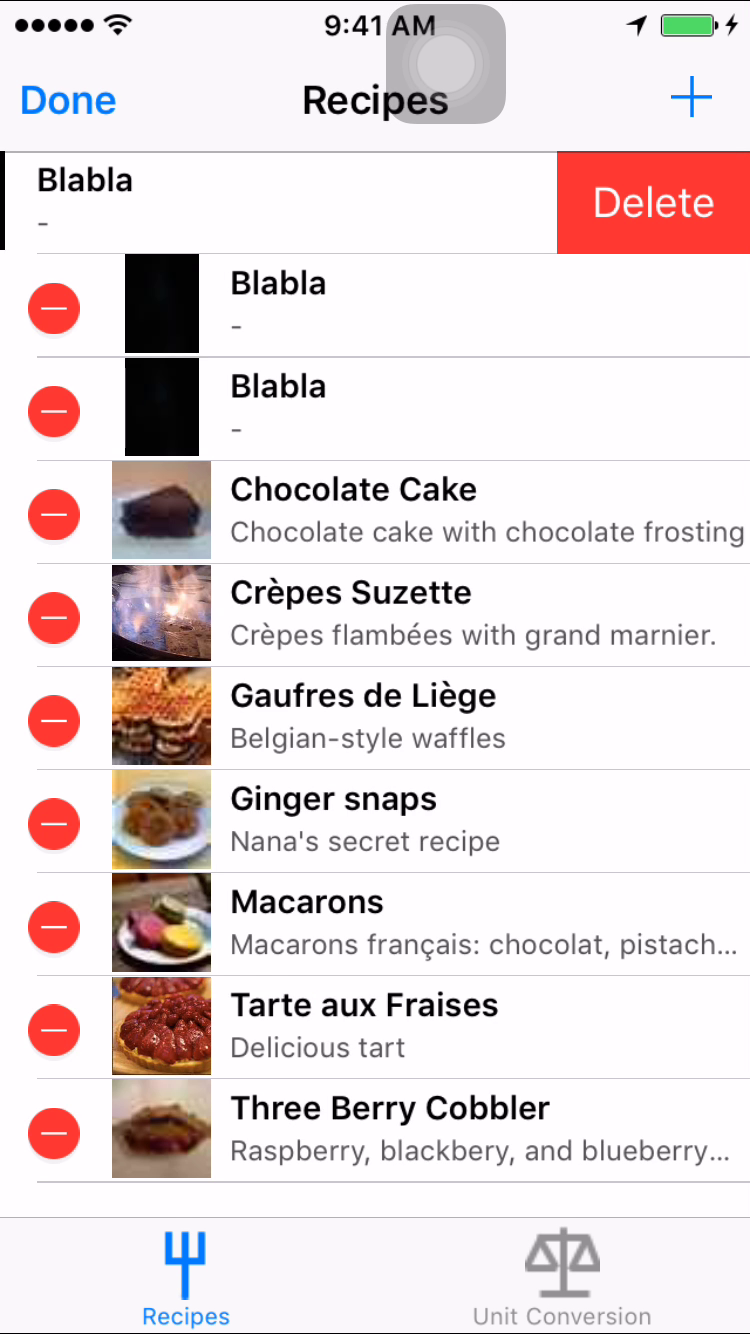 9:41 AM
Done
Recipes
Blabla
-
Delete
Blabla
-
Blabla
-
Chocolate Cake
Chocolate cake with chocolate frosting
Crèpes Suzette
Crèpes flambées with grand marnier.
Gaufres de Liège
Belgian-style waffles
Ginger snaps
Nana's secret recipe
Macarons
Macarons français: chocolat, pistach...
Tarte aux Fraises
Delicious tart
Three Berry Cobbler
Raspberry, blackbery, and blueberry...
Recipes
Unit Conversion